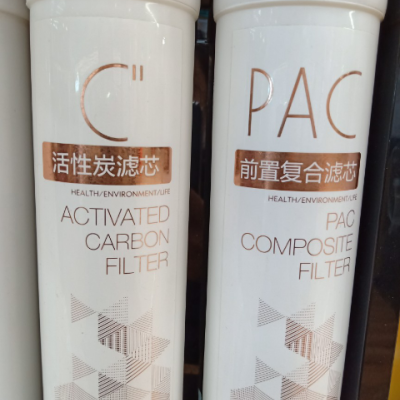 C"
活性炭滤芯
HEALTH/ENVIRONMENT/LIFE
ACTIVATED
CARBON
FILTER
PAC
前置复合滤芯
HEALTH/ENVIRONMENT/LIFE
PAC
COMPOSITE
FILTER